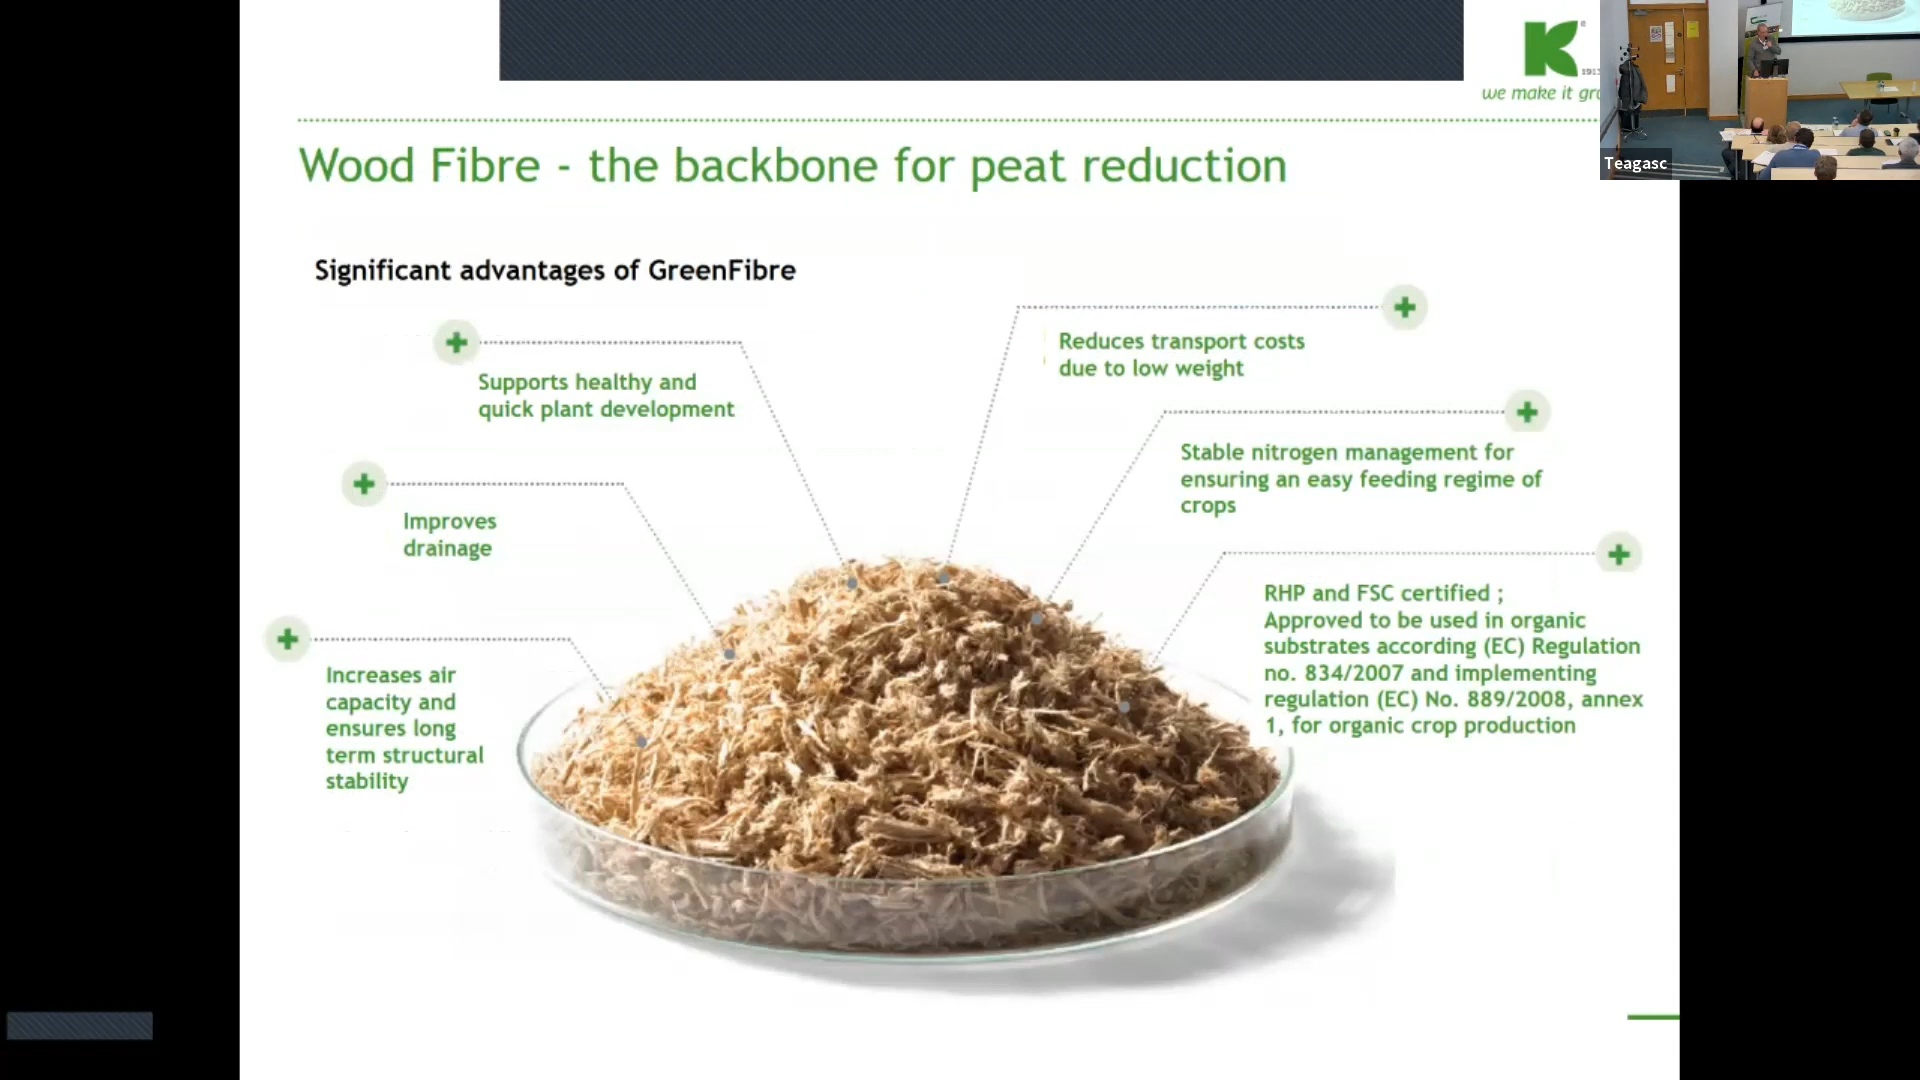 K
1913
we make it gr
Teagasc
Wood Fibre - the backbone for peat reduction
Significant advantages of GreenFibre
Supports healthy and
quick plant development
Improves
drainage
Increases air
capacity and
ensures long
term structural
stability
Reduces transport costs
due to low weight
Stable nitrogen management for
ensuring an easy feeding regime of
crops
RHP and FSC certified ;
Approved to be used in organic
substrates according (EC) Regulation
no. 834/2007 and implementing
regulation (EC) No. 889/2008, annex
1, for organic crop production